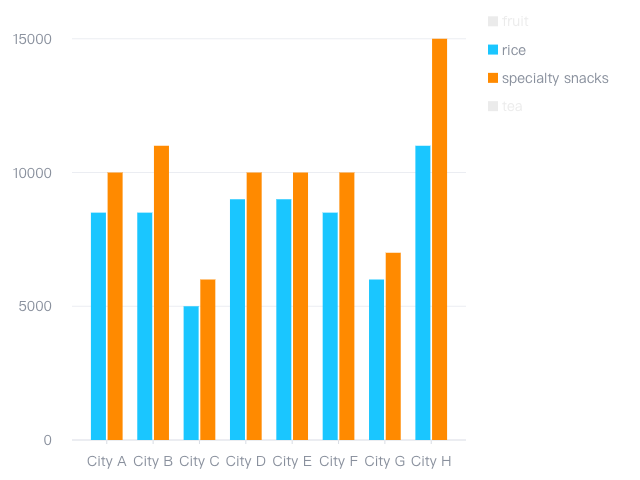 fruit
rice
specialty snacks
tea
15000
10000
5000
0
City A City B City C City D City E City F City G City H